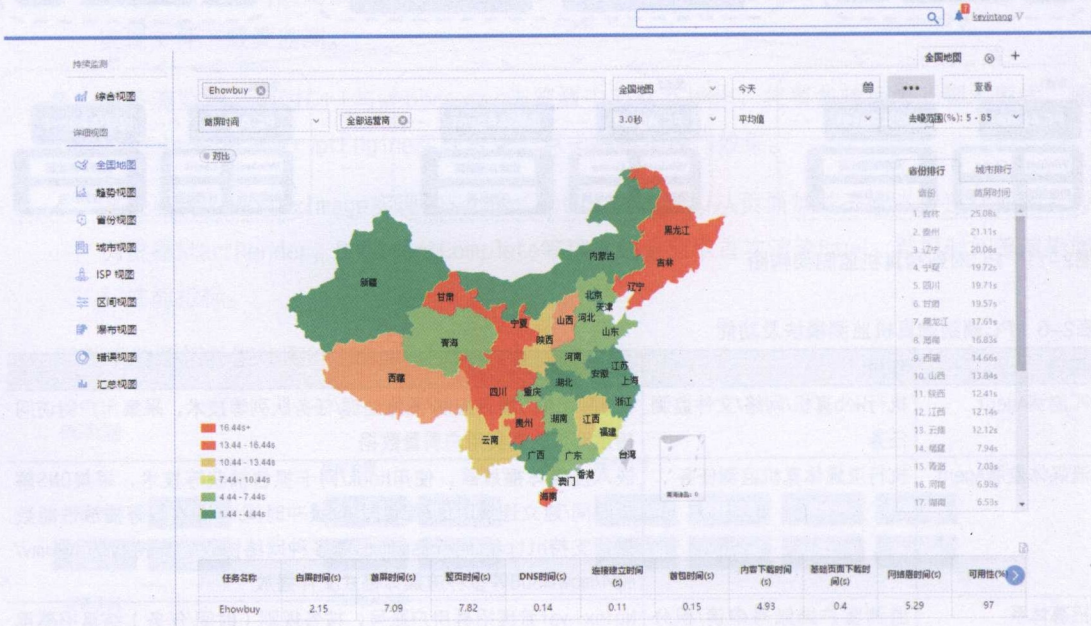 kevintang
全国地图
持续监测
综合视图
详细视图
全国地图
趋势视图
省份视图
城市视图
ISP 视图
区间视图
瀑布视图
错误视图
汇总视图
Ehowbuy
全国地图
今天
查看
首屏时间
全部运营商
3.0秒
平均值
去噪范围(%): 5 - 85
对比
省份排行 城市排行
省份 首屏时间
1. 吉林 25.08s
2. 贵州 21.11s
3. 辽宁 20.06s
4. 宁夏 19.72s
5. 四川 19.71s
6. 甘肃 19.57s
7. 黑龙江 17.61s
8. 海南 16.83s
9. 西藏 14.66s
10. 山西 13.84s
11. 陕西 12.41s
12. 江西 12.14s
13. 云南 12.12s
14. 福建 7.94s
15. 青海 7.03s
16. 河南 6.93s
17. 湖南 6.53s
黑龙江
内蒙古
吉林
新疆
辽宁
甘肃
北京
天津
宁夏
山西
河北
陕西
山东
青海
河南
西藏
江苏
安徽
上海
四川
重庆
湖北
浙江
贵州
湖南
江西
云南
福建
广西
广东
台湾
香港
澳门
海南
16.44s+
13.44 - 16.44s
10.44 - 13.44s
7.44 - 10.44s
4.44 - 7.44s
1.44 - 4.44s
任务名称 白屏时间(s) 首屏时间(s) 整页时间(s) DNS时间(s) 连接建立时间(s) 首包时间(s) 内容下载时间(s) 基础页面下载时间(s) 网络层时间(s) 可用性(%)
Ehowbuy 2.15 7.09 7.82 0.14 0.11 0.15 4.93 0.4 5.29 97